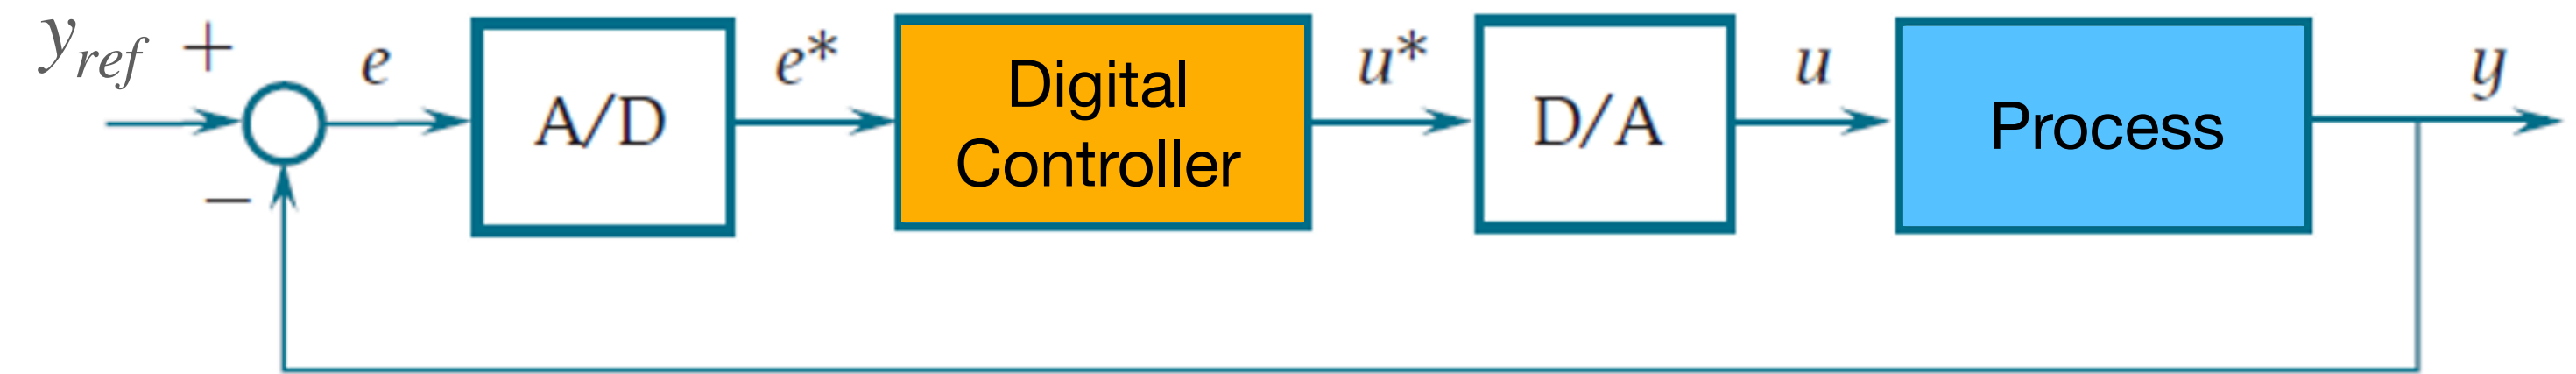 y_ref +
e
A/D
e*
Digital
Controller
u*
D/A
u
Process
y
−